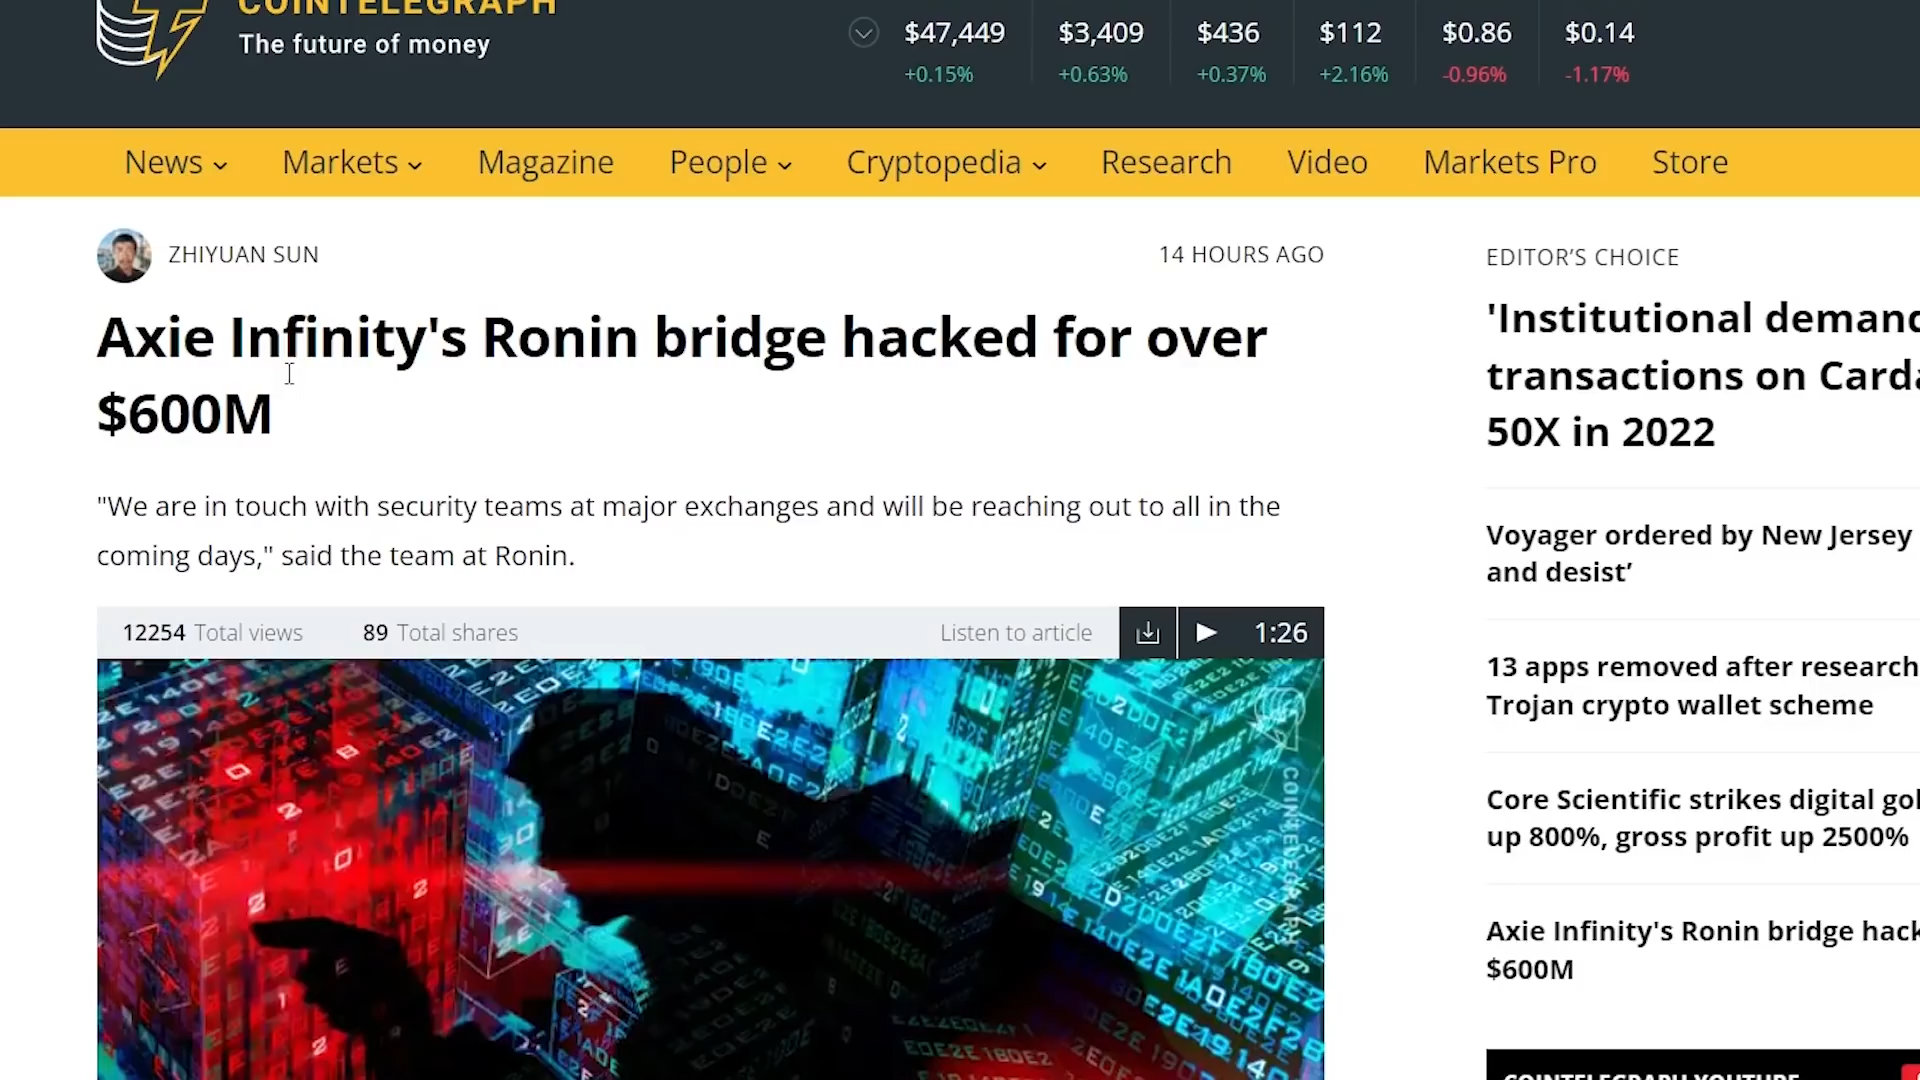 COINTELEGRAPH
The future of money
$47,449 $3,409 $436 $112 $0.86 $0.14
+0.15% +0.63% +0.37% +2.16% -0.96% -1.17%
News Markets Magazine People Cryptopedia Research Video Markets Pro Store
ZHIYUAN SUN
14 HOURS AGO
Axie Infinity's Ronin bridge hacked for over
$600M
"We are in touch with security teams at major exchanges and will be reaching out to all in the
coming days," said the team at Ronin.
12254 Total views 89 Total shares Listen to article 1:26
COINTELEGRAPH
EDITOR'S CHOICE
'Institutional demand
transactions on Carda
50X in 2022
Voyager ordered by New Jersey
and desist’
13 apps removed after research
Trojan crypto wallet scheme
Core Scientific strikes digital gol
up 800%, gross profit up 2500%
Axie Infinity's Ronin bridge hack
$600M
COINTELEGRAPH YOUTUBE